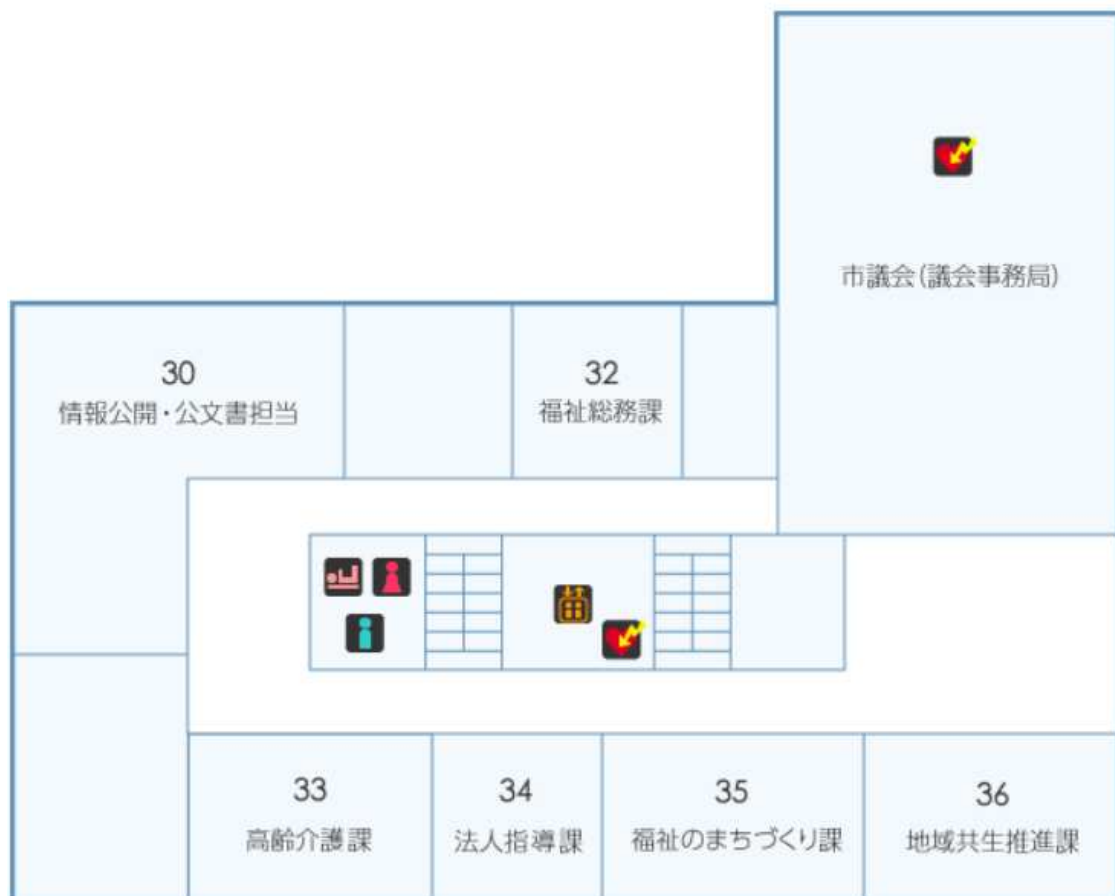 市議会(議会事務局)
30
情報公開・公文書担当
32
福祉総務課
33
高齢介護課
34
法人指導課
35
福祉のまちづくり課
36
地域共生推進課